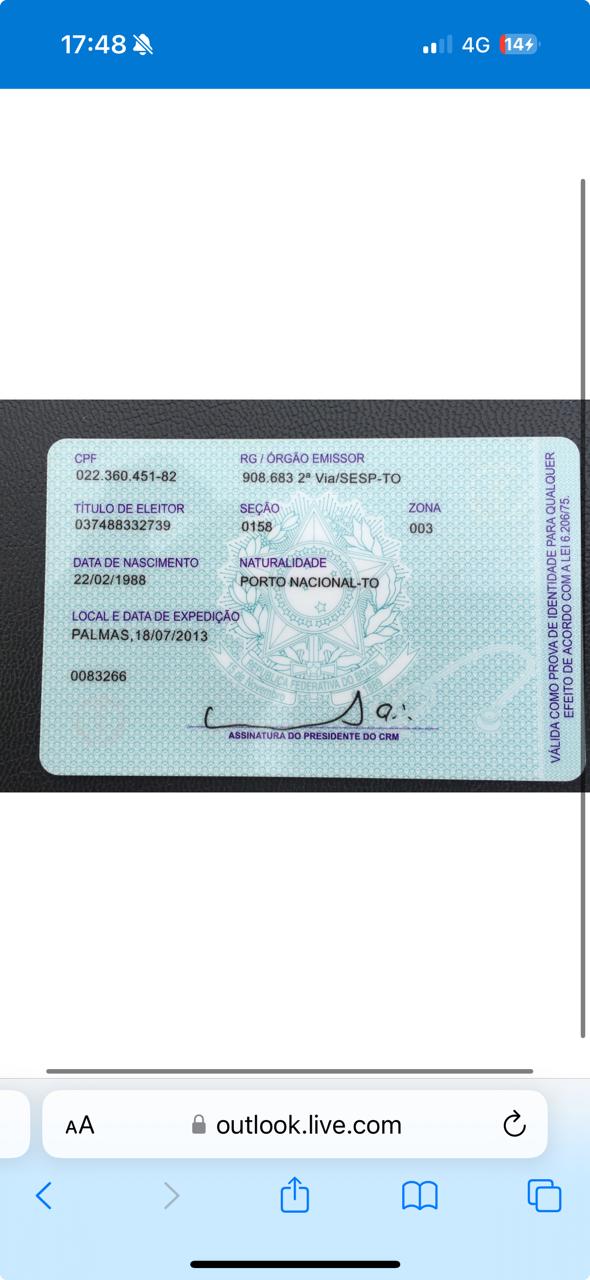 17:48
4G 14
CPF
022.360.451-82
RG / ÓRGÃO EMISSOR
908.683 2ª Via/SESP-TO
TÍTULO DE ELEITOR
037488332739
SEÇÃO
0158
ZONA
003
DATA DE NASCIMENTO
22/02/1988
NATURALIDADE
PORTO NACIONAL-TO
LOCAL E DATA DE EXPEDIÇÃO
PALMAS,18/07/2013
0083266
REPÚBLICA FEDERATIVA DO BRASIL
ASSINATURA DO PRESIDENTE DO CRM
VÁLIDA COMO PROVA DE IDENTIDADE PARA QUALQUER
EFEITO DE ACORDO COM A LEI 6.206/75.
AA outlook.live.com